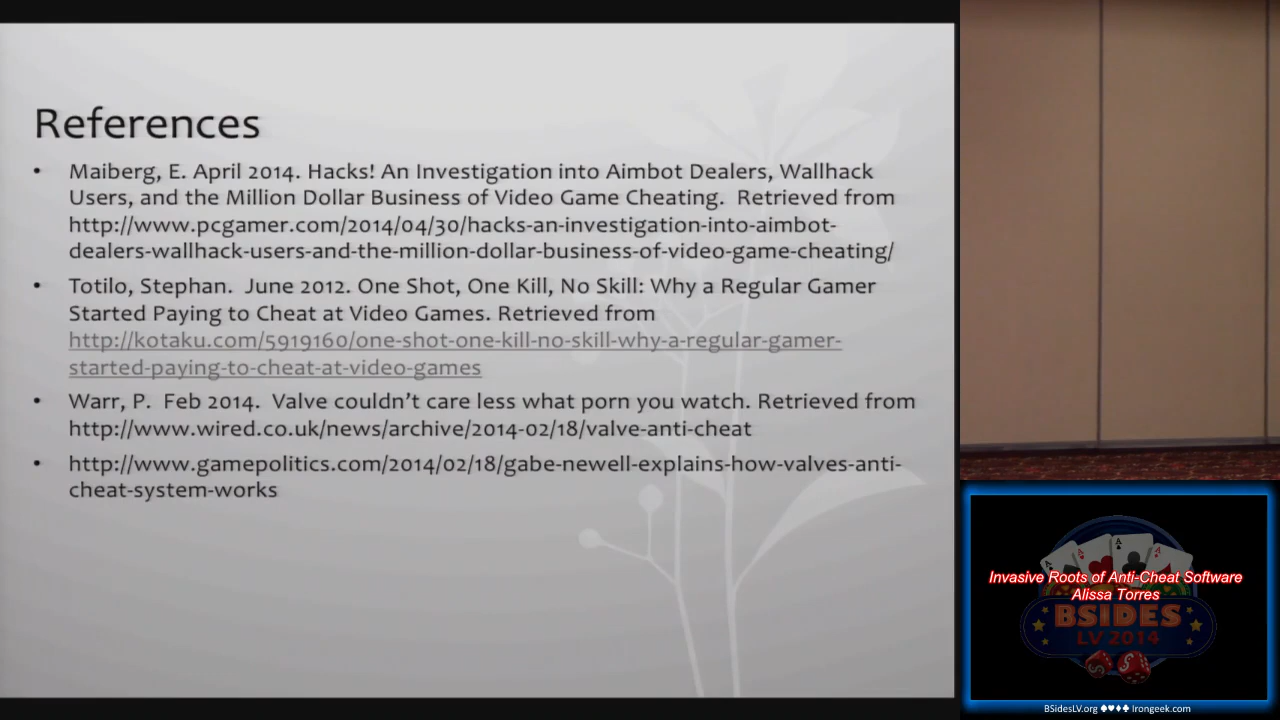 References
• Maiberg, E. April 2014. Hacks! An Investigation into Aimbot Dealers, Wallhack
Users, and the Million Dollar Business of Video Game Cheating.  Retrieved from
http://www.pcgamer.com/2014/04/30/hacks-an-investigation-into-aimbot-
dealers-wallhack-users-and-the-million-dollar-business-of-video-game-cheating/
• Totilo, Stephan.  June 2012. One Shot, One Kill, No Skill: Why a Regular Gamer
Started Paying to Cheat at Video Games. Retrieved from
http://kotaku.com/5919160/one-shot-one-kill-no-skill-why-a-regular-gamer-
started-paying-to-cheat-at-video-games
• Warr, P.  Feb 2014.  Valve couldn't care less what porn you watch. Retrieved from
http://www.wired.co.uk/news/archive/2014-02/18/valve-anti-cheat
• http://www.gamepolitics.com/2014/02/18/gabe-newell-explains-how-valves-anti-
cheat-system-works
A
A
A
A
Invasive Roots of Anti-Cheat Software
Alissa Torres
BSIDES
LV 2014
S S
BSidesLV.org ♠♥♦♣ Irongeek.com